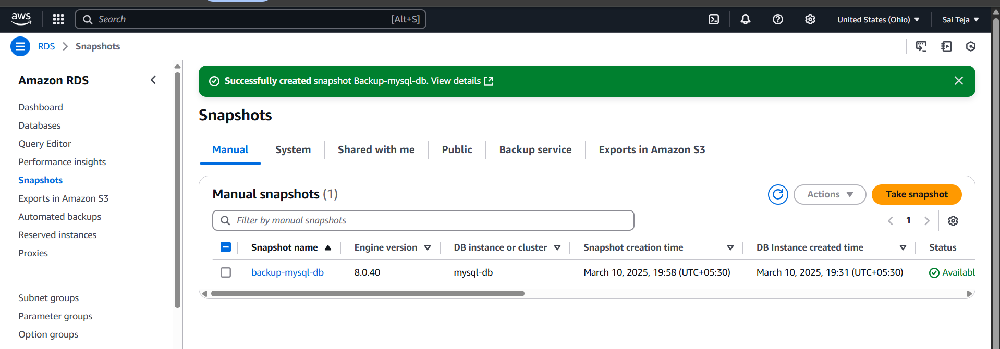 aws
Search [Alt+S]
United States (Ohio)
Sai Teja
RDS
Snapshots
Amazon RDS
Dashboard
Databases
Query Editor
Performance insights
Snapshots
Exports in Amazon S3
Automated backups
Reserved instances
Proxies
Subnet groups
Parameter groups
Option groups
Successfully created snapshot Backup-mysql-db. View details
Snapshots
Manual System Shared with me Public Backup service Exports in Amazon S3
Manual snapshots (1)
Actions
Take snapshot
Filter by manual snapshots
1
Snapshot name Engine version DB instance or cluster Snapshot creation time DB Instance created time Status
backup-mysql-db 8.0.40 mysql-db March 10, 2025, 19:58 (UTC+05:30) March 10, 2025, 19:31 (UTC+05:30) Availabl